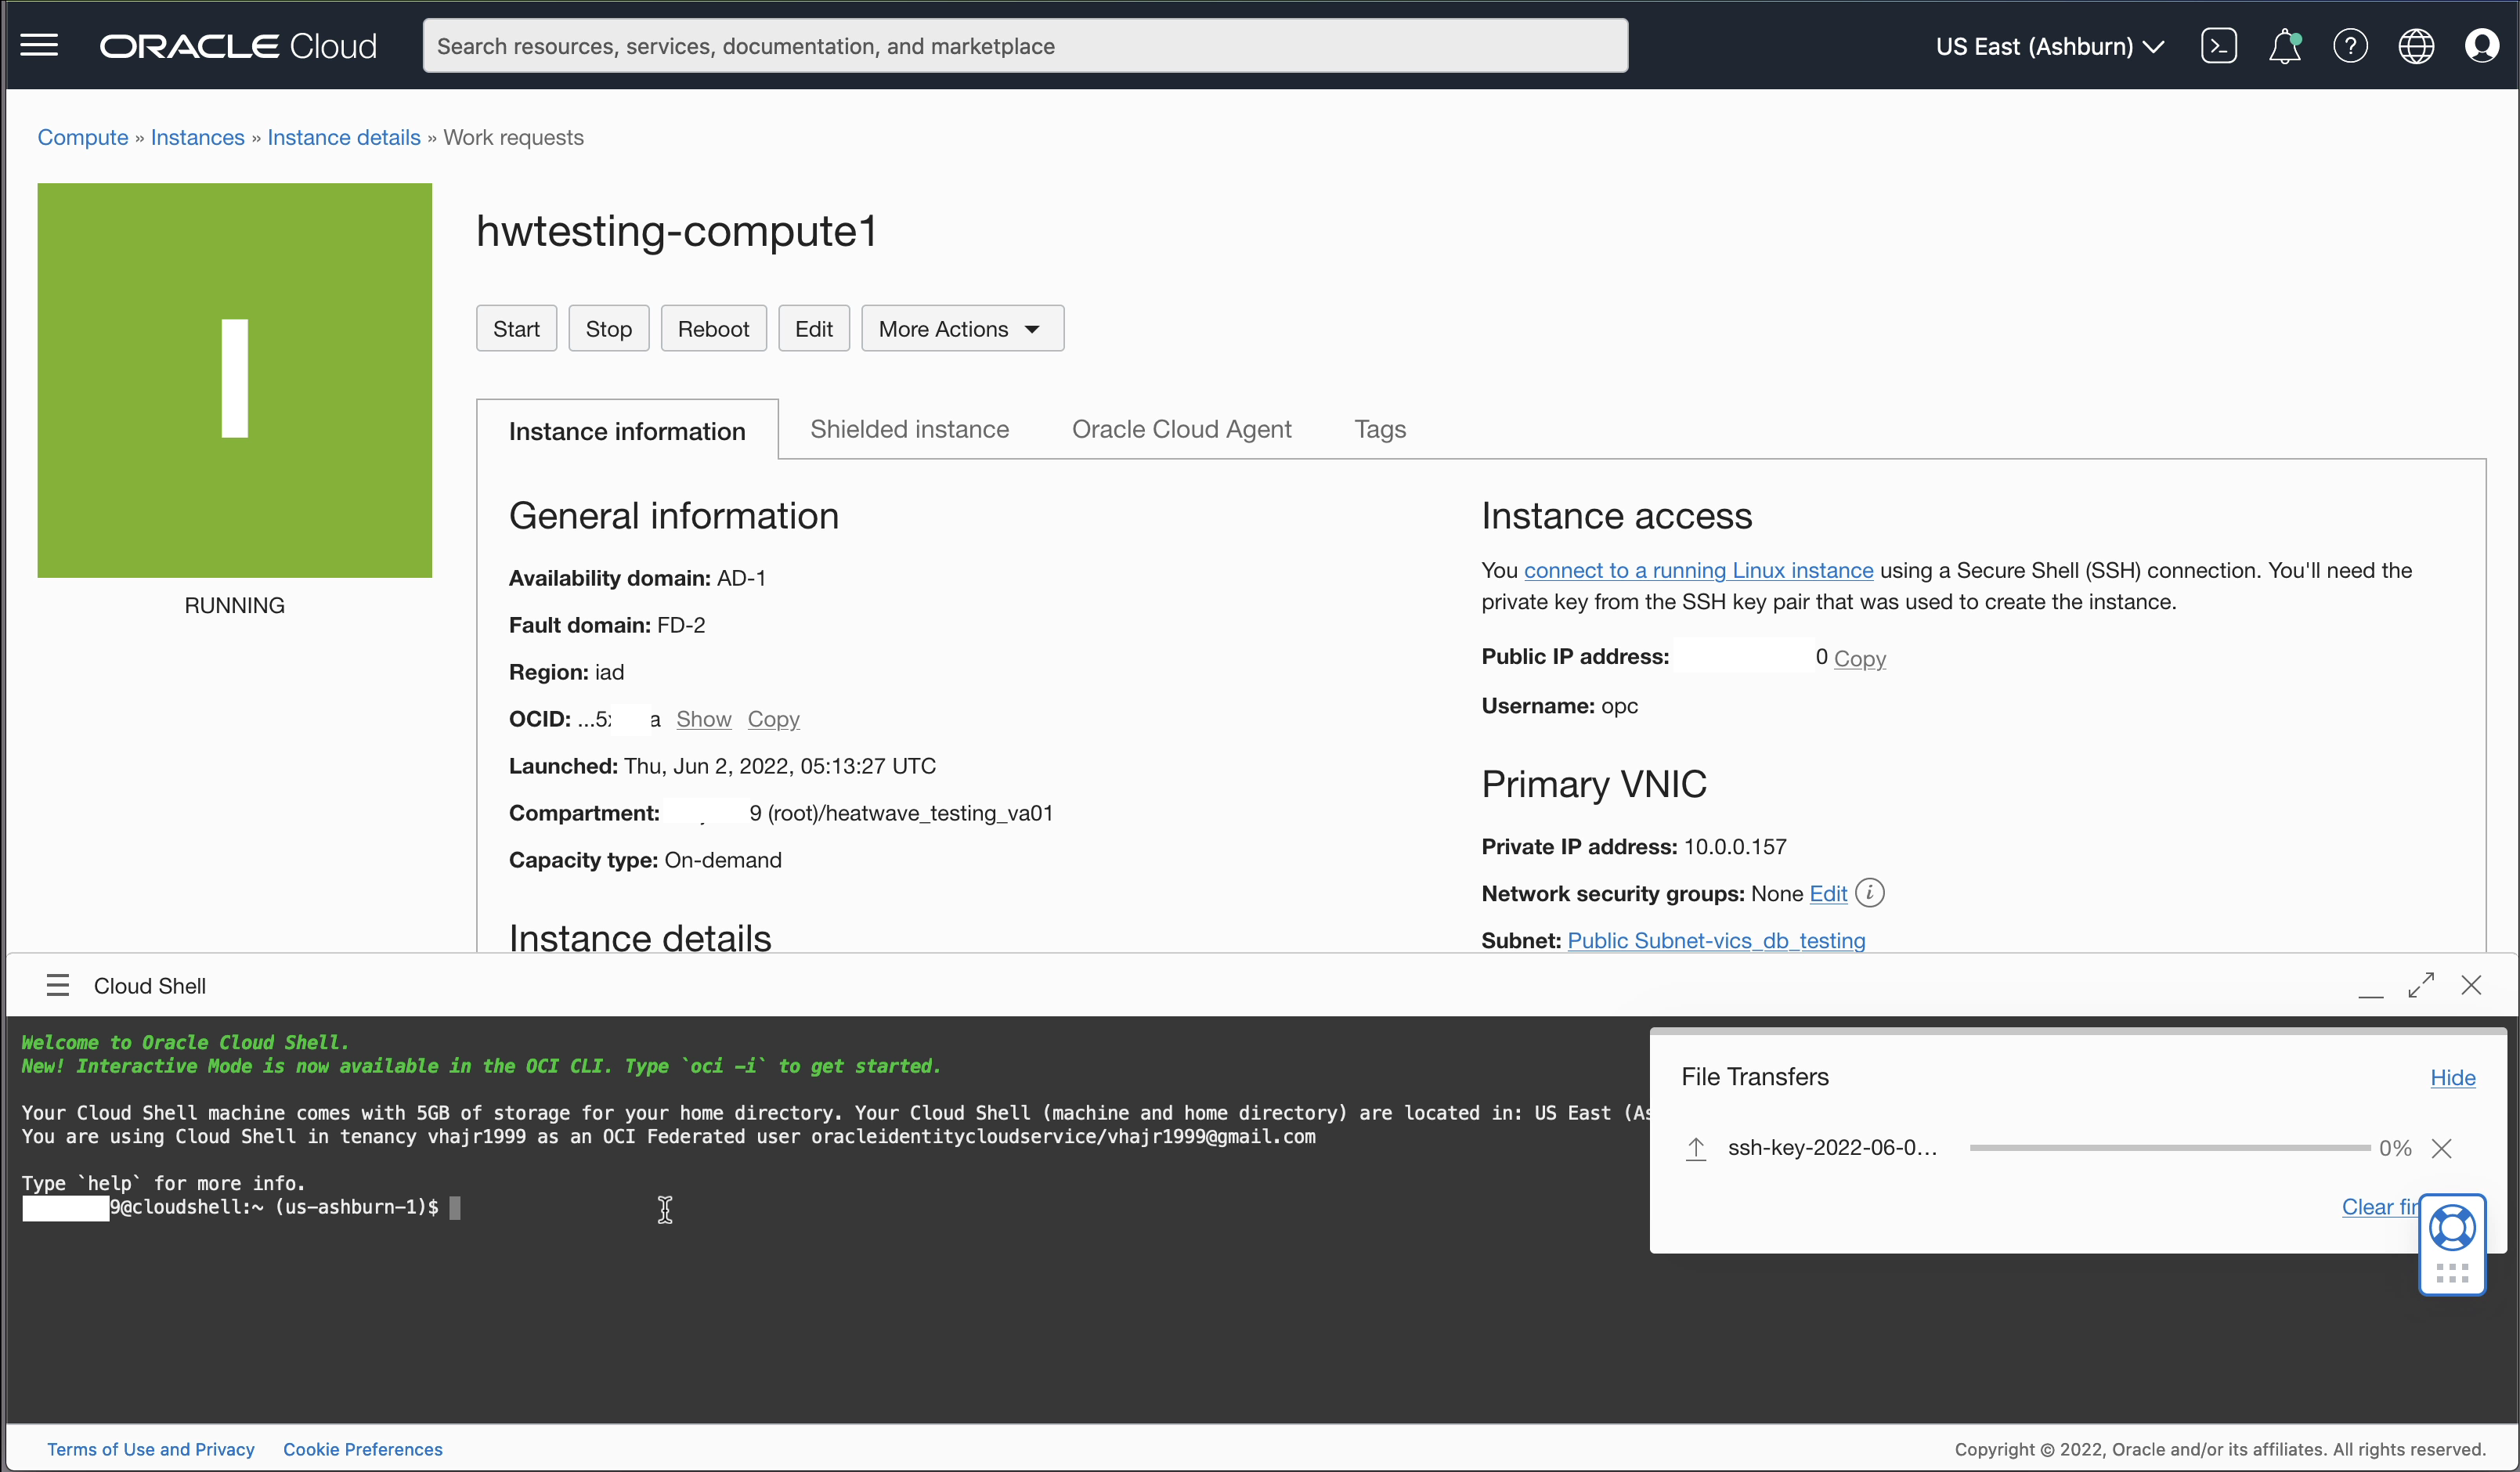 ORACLE Cloud
Search resources, services, documentation, and marketplace
US East (Ashburn)
Compute » Instances » Instance details » Work requests
I
RUNNING
hwtesting-compute1
Start Stop Reboot Edit More Actions
Instance information Shielded instance Oracle Cloud Agent Tags
General information
Availability domain: AD-1
Fault domain: FD-2
Region: iad
OCID: ...5 a Show Copy
Launched: Thu, Jun 2, 2022, 05:13:27 UTC
Compartment: 9 (root)/heatwave_testing_va01
Capacity type: On-demand
Instance details
Instance access
You connect to a running Linux instance using a Secure Shell (SSH) connection. You'll need the
private key from the SSH key pair that was used to create the instance.
Public IP address: 0 Copy
Username: opc
Primary VNIC
Private IP address: 10.0.0.157
Network security groups: None Edit i
Subnet: Public Subnet-vics_db_testing
Cloud Shell
Welcome to Oracle Cloud Shell.
New! Interactive Mode is now available in the OCI CLI. Type `oci -i` to get started.
Your Cloud Shell machine comes with 5GB of storage for your home directory. Your Cloud Shell (machine and home directory) are located in: US East (As
You are using Cloud Shell in tenancy vhajr1999 as an OCI Federated user oracleidentitycloudservice/vhajr1999@gmail.com
Type `help` for more info.
9@cloudshell:~ (us-ashburn-1)$
File Transfers Hide
ssh-key-2022-06-0... 0%
Clear fin
Terms of Use and Privacy Cookie Preferences
Copyright © 2022, Oracle and/or its affiliates. All rights reserved.